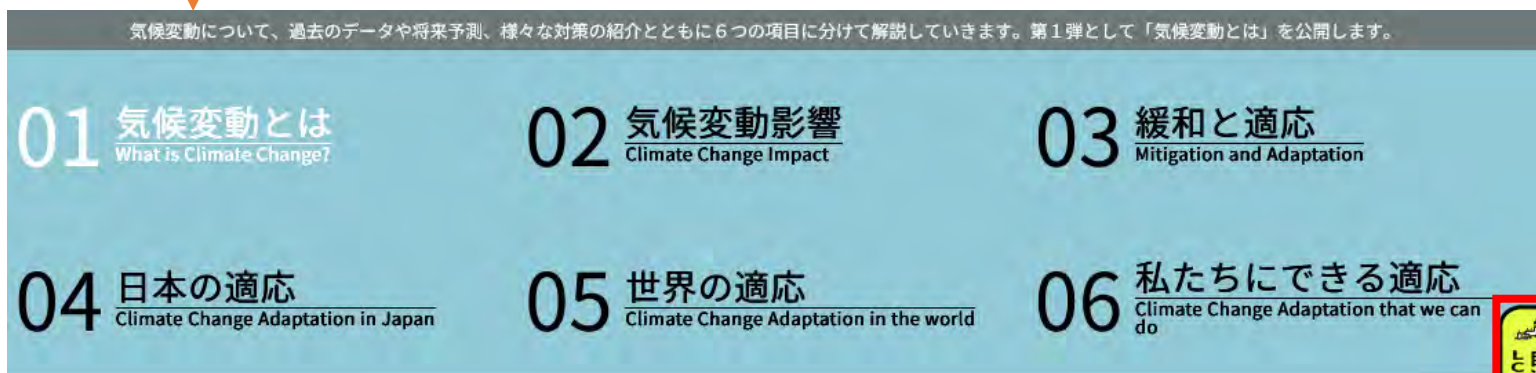 気候変動について、過去のデータや将来予測、様々な対策の紹介とともに６つの項目に分けて解説していきます。第１弾として「気候変動とは」を公開します。
01 気候変動とは
What is Climate Change?
02 気候変動影響
Climate Change Impact
03 緩和と適応
Mitigation and Adaptation
04 日本の適応
Climate Change Adaptation in Japan
05 世界の適応
Climate Change Adaptation in the world
06 私たちにできる適応
Climate Change Adaptation that we can
do